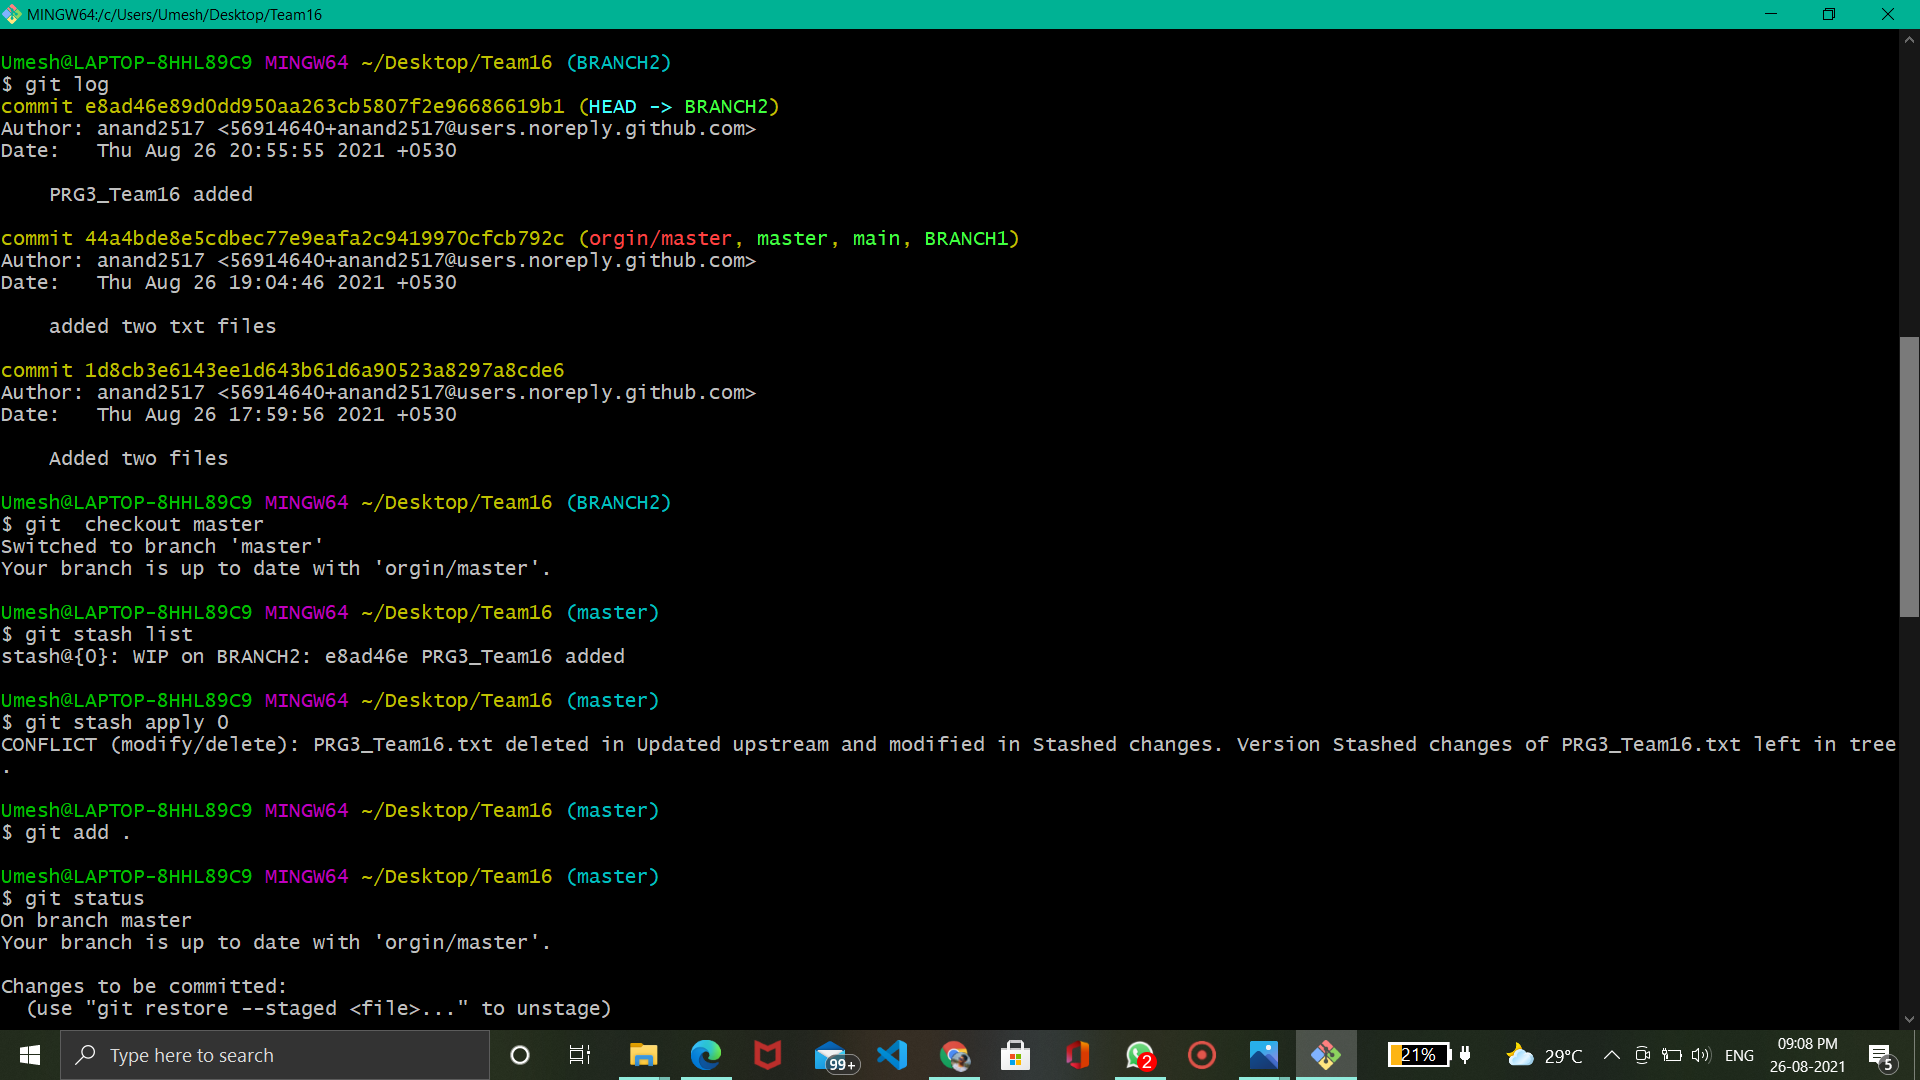 MINGW64:/c/Users/Umesh/Desktop/Team16
Umesh@LAPTOP-8HHL89C9 MINGW64 ~/Desktop/Team16 (BRANCH2)
$ git log
commit e8ad46e89d0dd950aa263cb5807f2e96686619b1 (HEAD -> BRANCH2)
Author: anand2517 <56914640+anand2517@users.noreply.github.com>
Date:   Thu Aug 26 20:55:55 2021 +0530
    PRG3_Team16 added
commit 44a4bde8e5cdbec77e9eafa2c9419970cfcb792c (orgin/master, master, main, BRANCH1)
Author: anand2517 <56914640+anand2517@users.noreply.github.com>
Date:   Thu Aug 26 19:04:46 2021 +0530
    added two txt files
commit 1d8cb3e6143ee1d643b61d6a90523a8297a8cde6
Author: anand2517 <56914640+anand2517@users.noreply.github.com>
Date:   Thu Aug 26 17:59:56 2021 +0530
    Added two files
Umesh@LAPTOP-8HHL89C9 MINGW64 ~/Desktop/Team16 (BRANCH2)
$ git  checkout master
Switched to branch 'master'
Your branch is up to date with 'orgin/master'.
Umesh@LAPTOP-8HHL89C9 MINGW64 ~/Desktop/Team16 (master)
$ git stash list
stash@{0}: WIP on BRANCH2: e8ad46e PRG3_Team16 added
Umesh@LAPTOP-8HHL89C9 MINGW64 ~/Desktop/Team16 (master)
$ git stash apply 0
CONFLICT (modify/delete): PRG3_Team16.txt deleted in Updated upstream and modified in Stashed changes. Version Stashed changes of PRG3_Team16.txt left in tree
.
Umesh@LAPTOP-8HHL89C9 MINGW64 ~/Desktop/Team16 (master)
$ git add .
Umesh@LAPTOP-8HHL89C9 MINGW64 ~/Desktop/Team16 (master)
$ git status
On branch master
Your branch is up to date with 'orgin/master'.
Changes to be committed:
  (use "git restore --staged <file>..." to unstage)
Type here to search
99+
2
21%
29°C
ENG
09:08 PM
26-08-2021
5